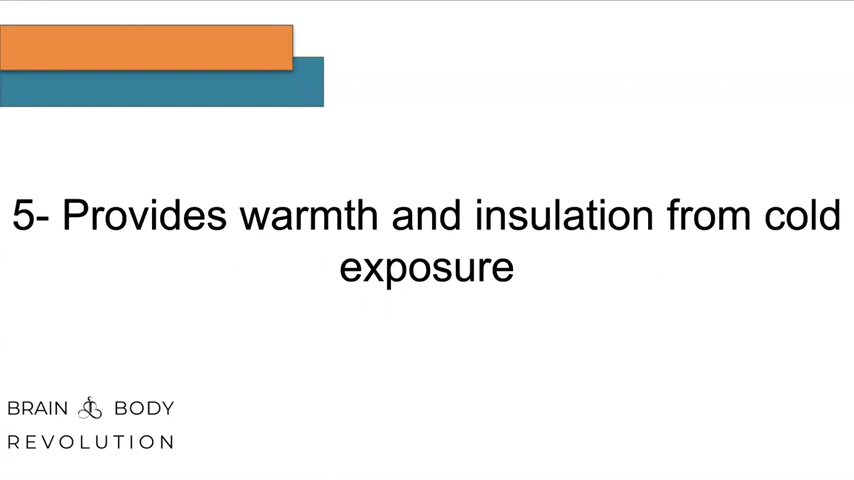 5- Provides warmth and insulation from cold
exposure
BRAIN BODY
REVOLUTION